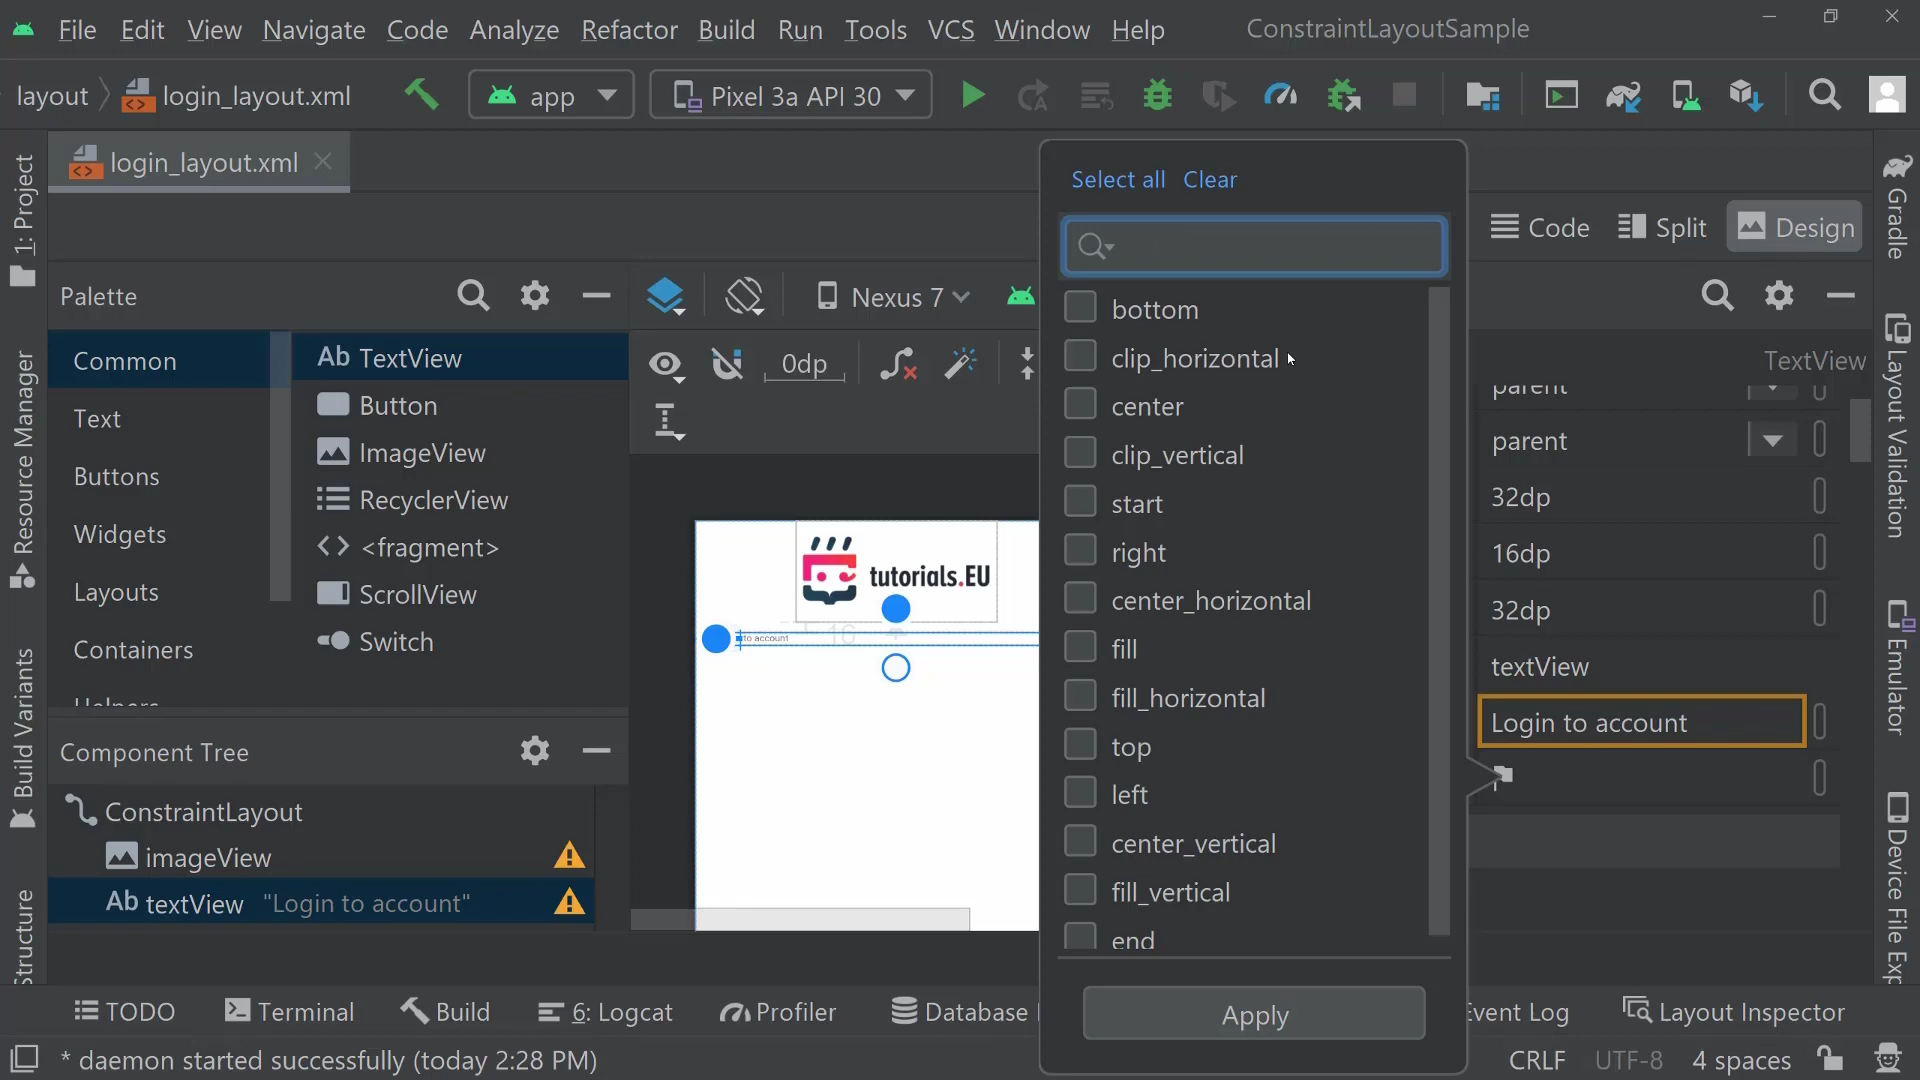 File Edit View Navigate Code Analyze Refactor Build Run Tools VCS Window Help ConstraintLayoutSample
layout login_layout.xml app Pixel 3a API 30
login_layout.xml
Code Split Design
Palette
Common
Text
Buttons
Widgets
Layouts
Containers
Helpers
Ab TextView
Button
ImageView
RecyclerView
<fragment>
ScrollView
Switch
Nexus 7
0dp
Component Tree
ConstraintLayout
imageView
Ab textView "Login to account"
tutorials.EU
to account
16
Select all Clear
bottom
clip_horizontal
center
clip_vertical
start
right
center_horizontal
fill
fill_horizontal
top
left
center_vertical
fill_vertical
end
Apply
TextView
parent
parent
32dp
16dp
32dp
textView
Login to account
1: Project
Resource Manager
Build Variants
Structure
Gradle
Layout Validation
Emulator
Device File Exp
TODO Terminal Build 6: Logcat Profiler Database Event Log Layout Inspector
* daemon started successfully (today 2:28 PM) CRLF UTF-8 4 spaces